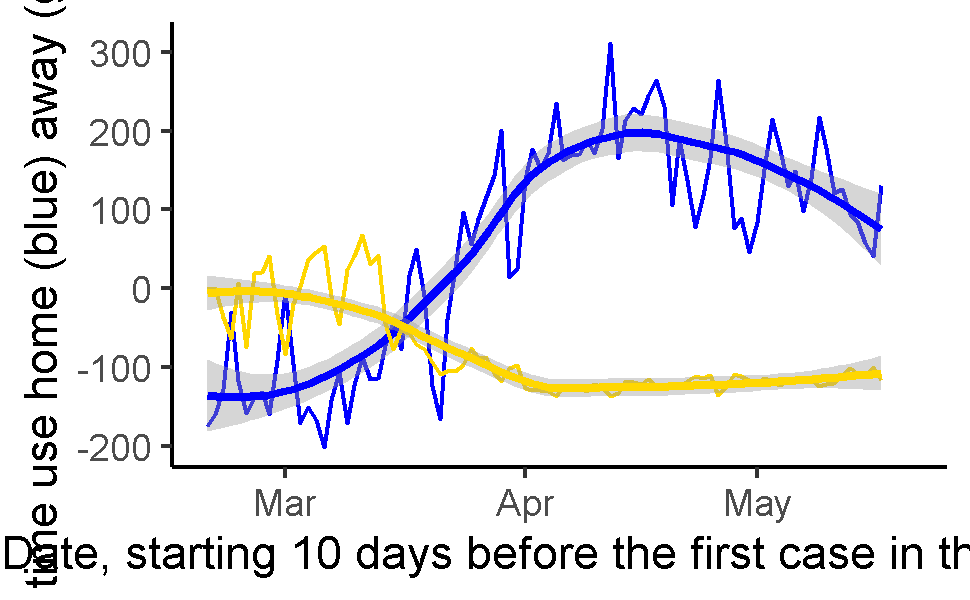 time use home (blue) away (
300
200
100
0
-100
-200
Mar Apr May
Date, starting 10 days before the first case in th